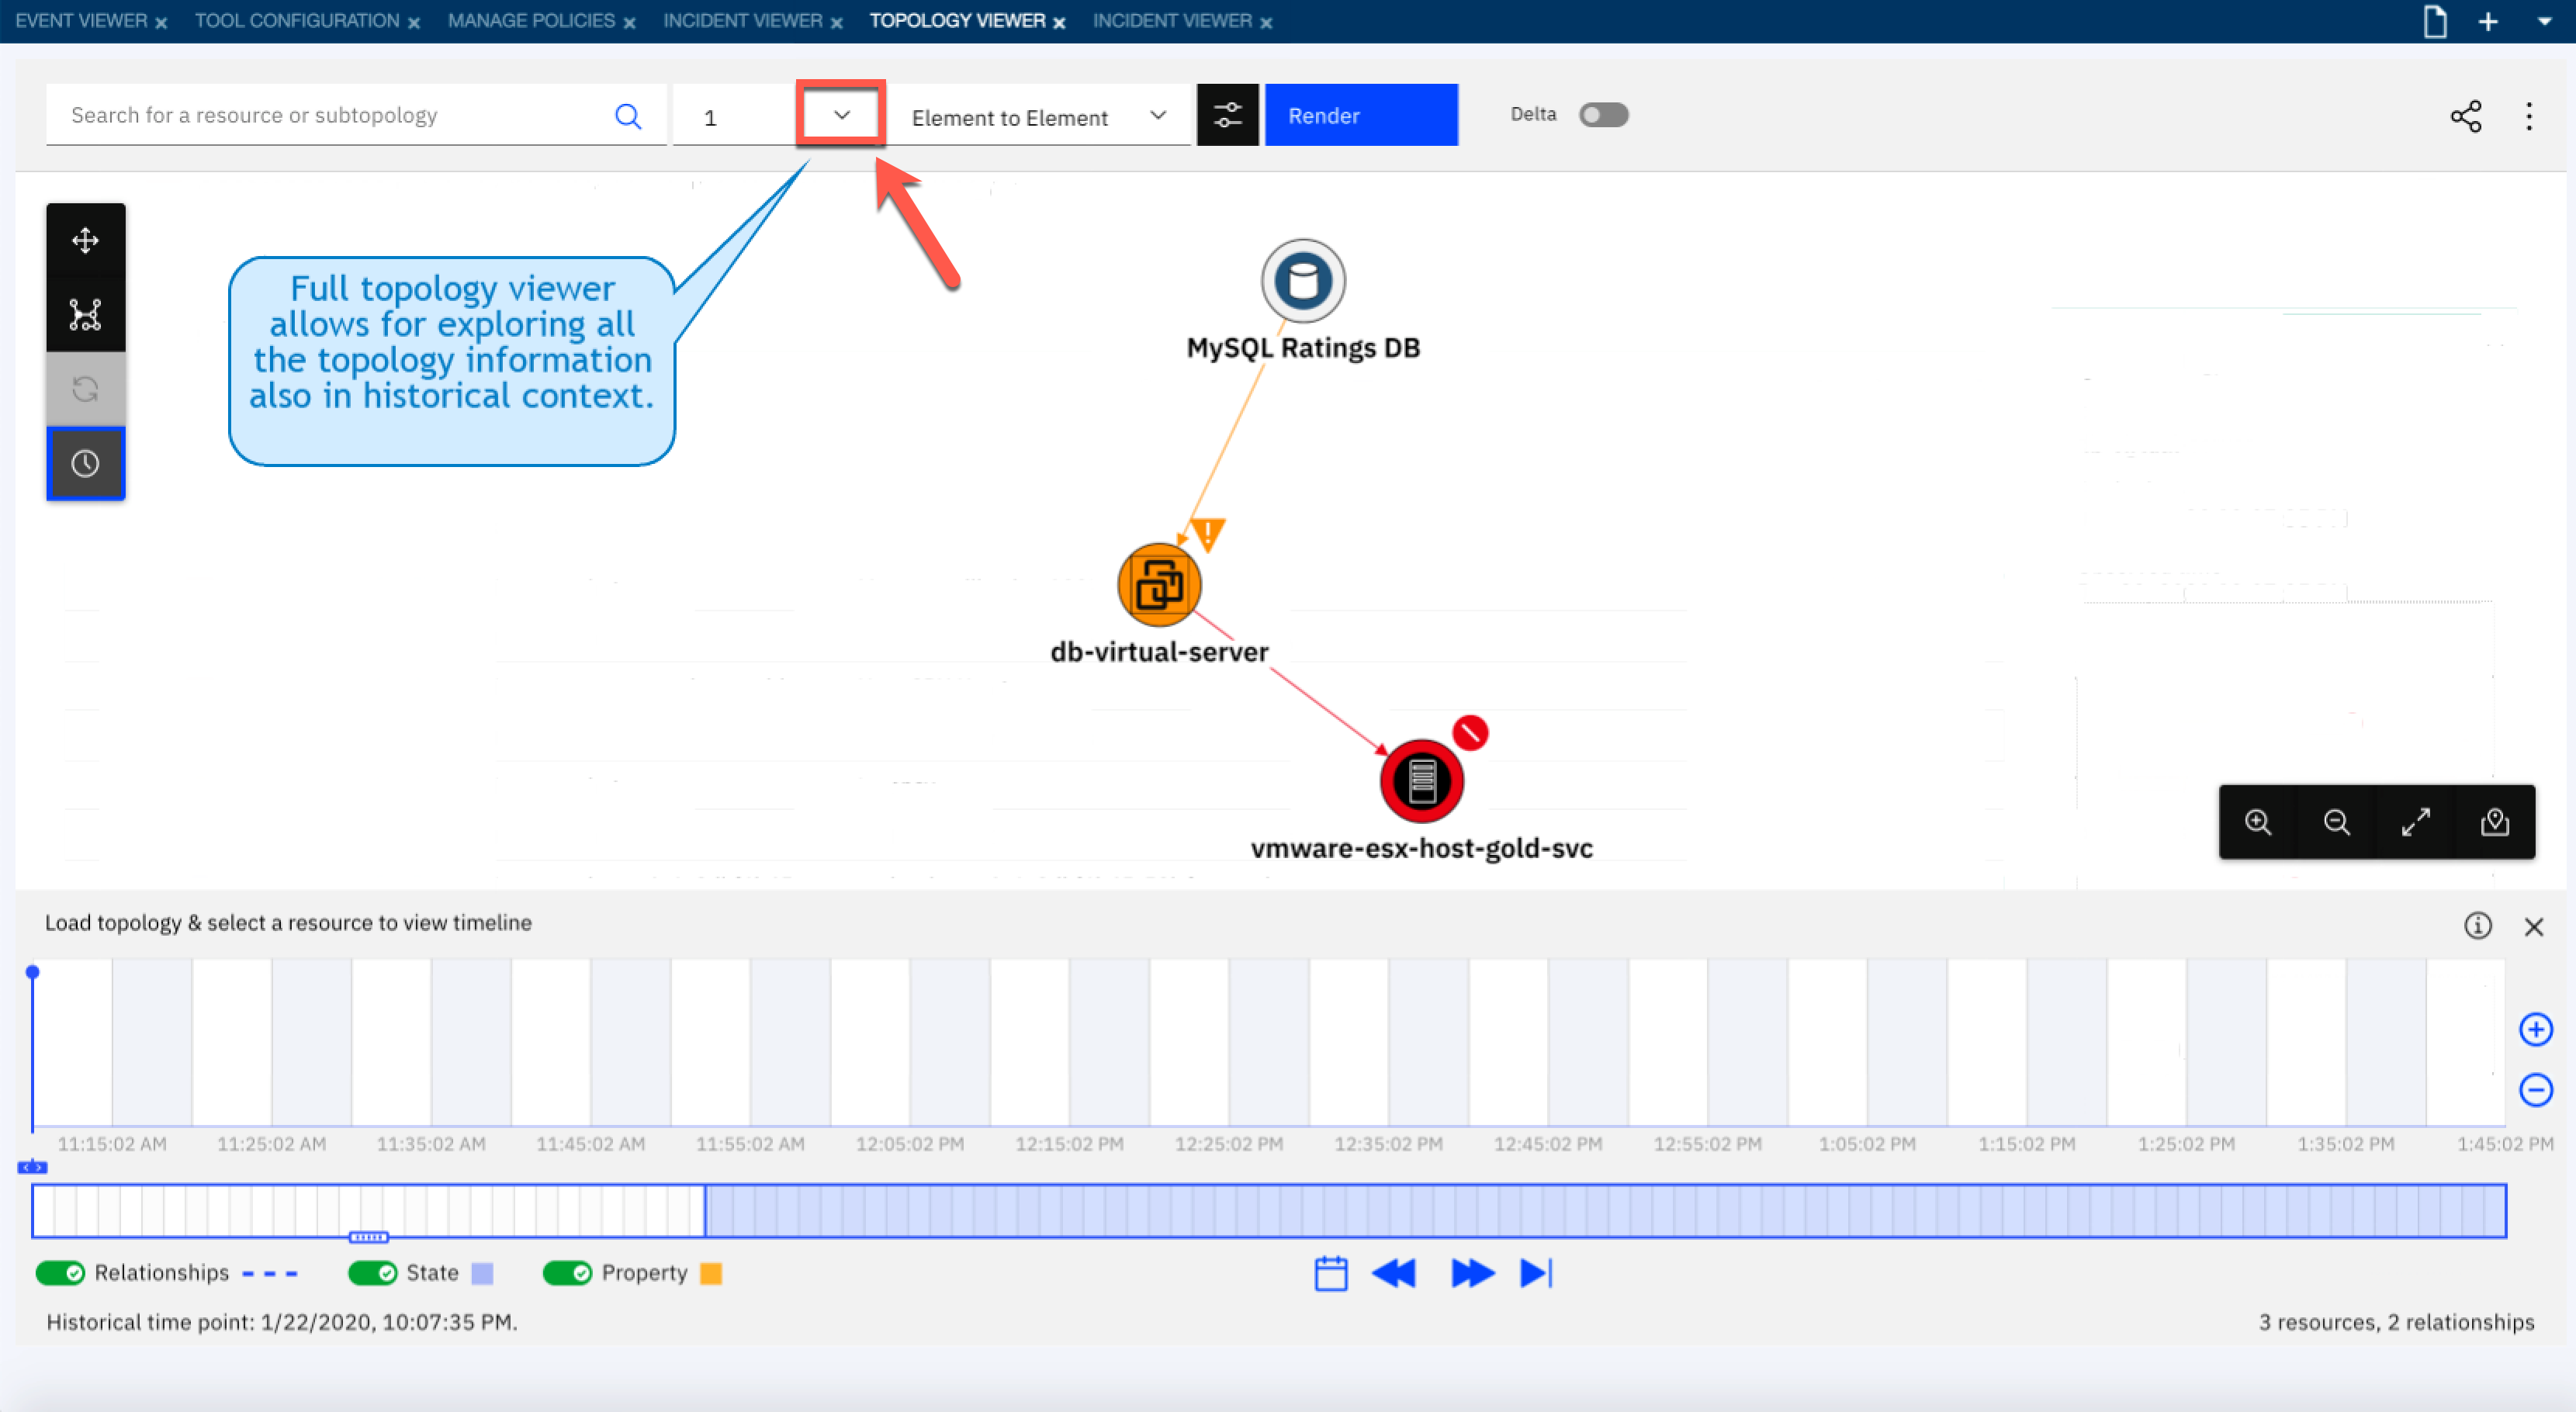 EVENT VIEWER TOOL CONFIGURATION MANAGE POLICIES INCIDENT VIEWER TOPOLOGY VIEWER INCIDENT VIEWER
Search for a resource or subtopology
1
Element to Element
Render
Delta
Full topology viewer
allows for exploring all
the topology information
also in historical context.
MySQL Ratings DB
db-virtual-server
vmware-esx-host-gold-svc
Load topology & select a resource to view timeline
11:15:02 AM 11:25:02 AM 11:35:02 AM 11:45:02 AM 11:55:02 AM 12:05:02 PM 12:15:02 PM 12:25:02 PM 12:35:02 PM 12:45:02 PM 12:55:02 PM 1:05:02 PM 1:15:02 PM 1:25:02 PM 1:35:02 PM 1:45:02 PM
Relationships State Property
Historical time point: 1/22/2020, 10:07:35 PM.
3 resources, 2 relationships